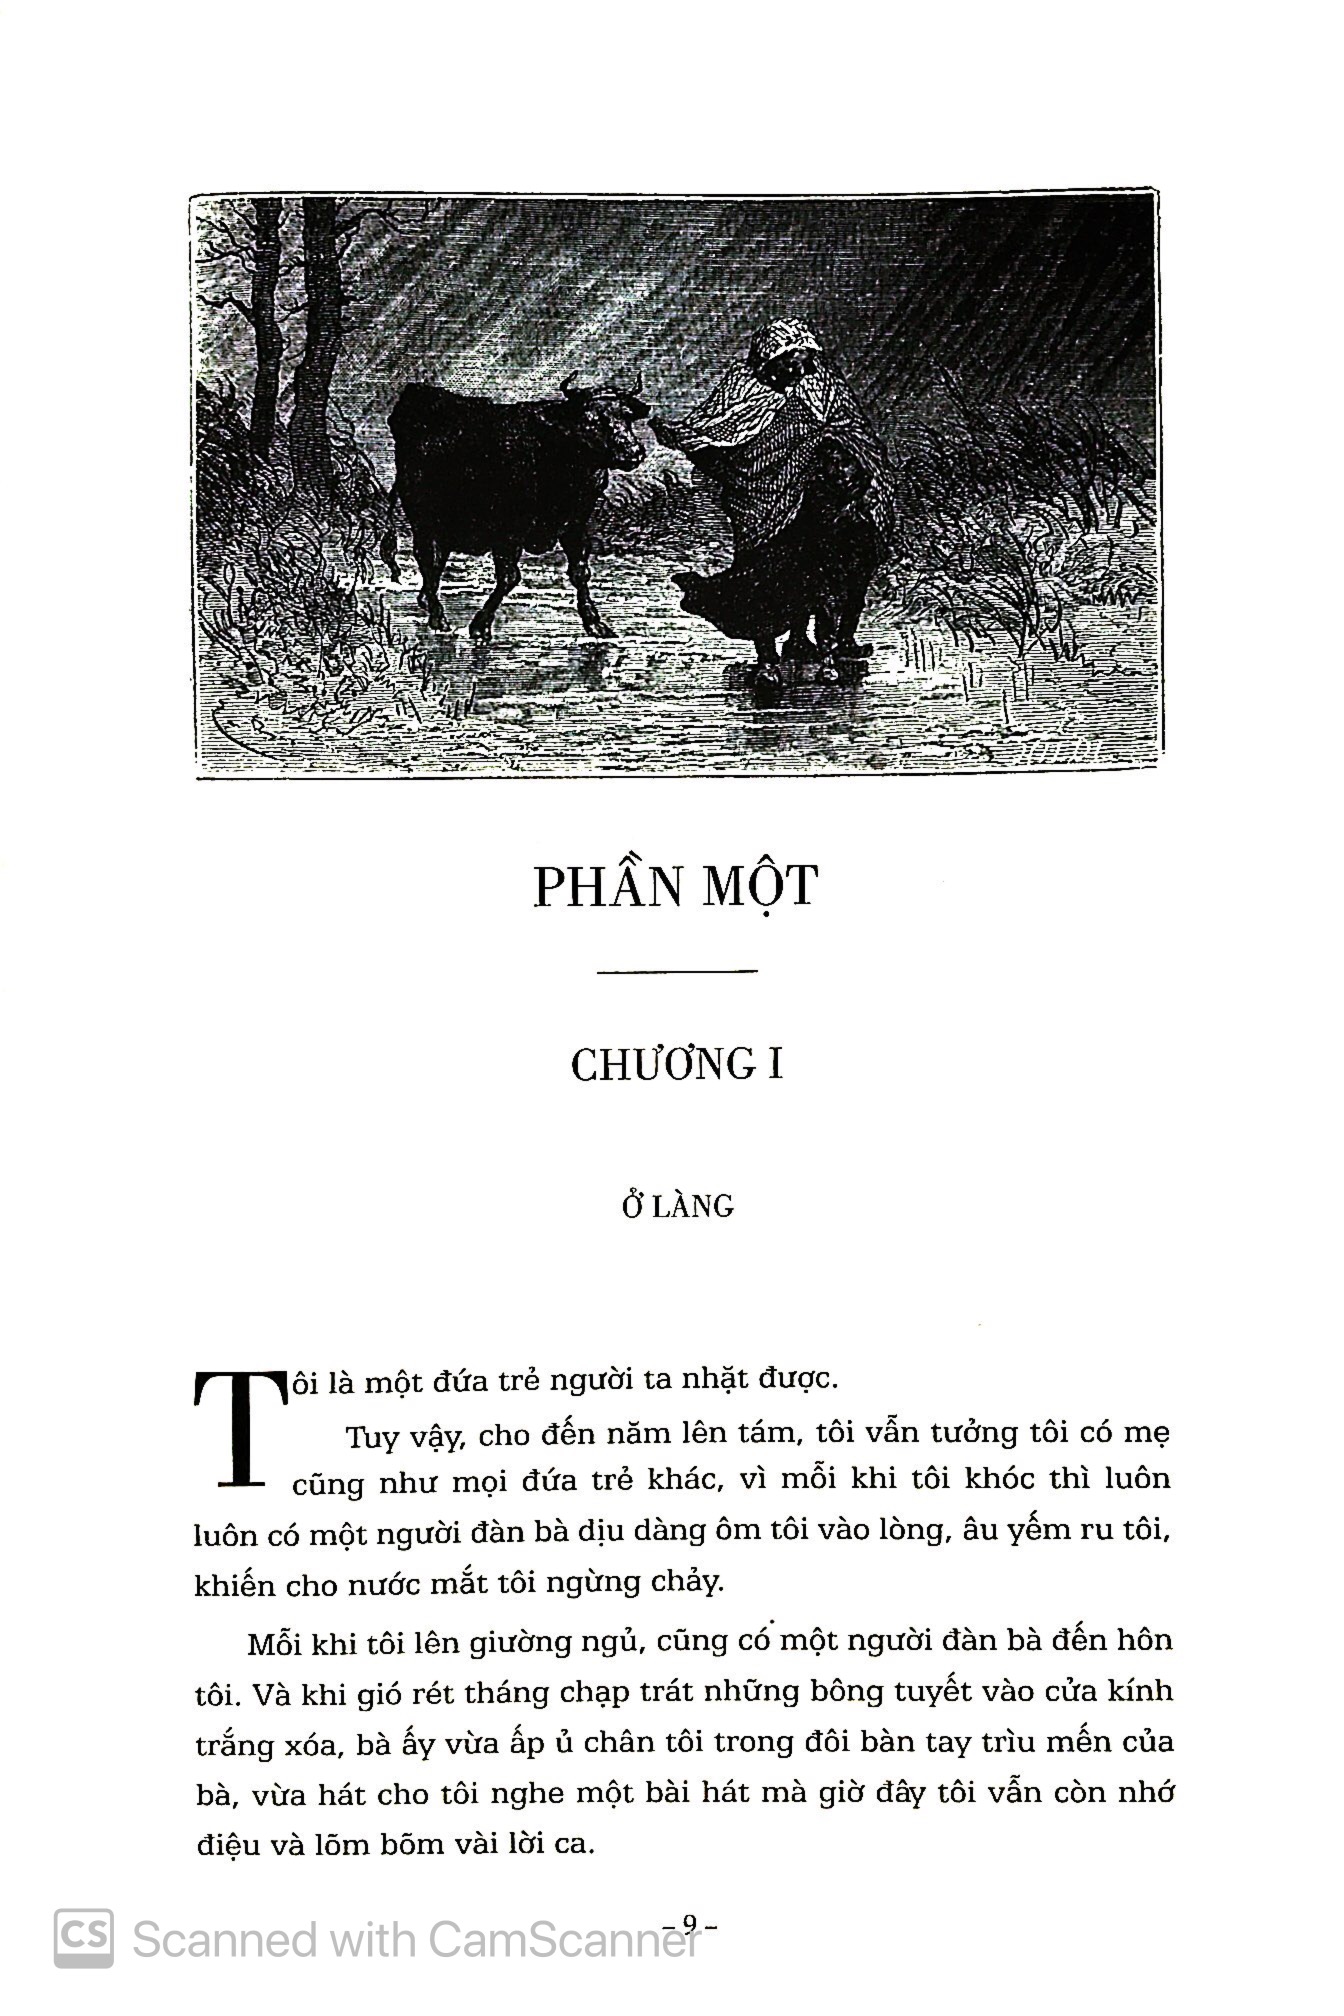 PHẦN MỘT
CHƯƠNG I
Ở LÀNG
Tôi là một đứa trẻ người ta nhặt được.
Tuy vậy, cho đến năm lên tám, tôi vẫn tưởng tôi có mẹ
cũng như mọi đứa trẻ khác, vì mỗi khi tôi khóc thì luôn
luôn có một người đàn bà dịu dàng ôm tôi vào lòng, âu yếm ru tôi,
khiến cho nước mắt tôi ngừng chảy.
Mỗi khi tôi lên giường ngủ, cũng có một người đàn bà đến hôn
tôi. Và khi gió rét tháng chạp trát những bông tuyết vào cửa kính
trắng xóa, bà ấy vừa ấp ủ chân tôi trong đôi bàn tay trìu mến của
bà, vừa hát cho tôi nghe một bài hát mà giờ đây tôi vẫn còn nhớ
điệu và lõm bõm vài lời ca.
– 9 –
CS Scanned with CamScanner